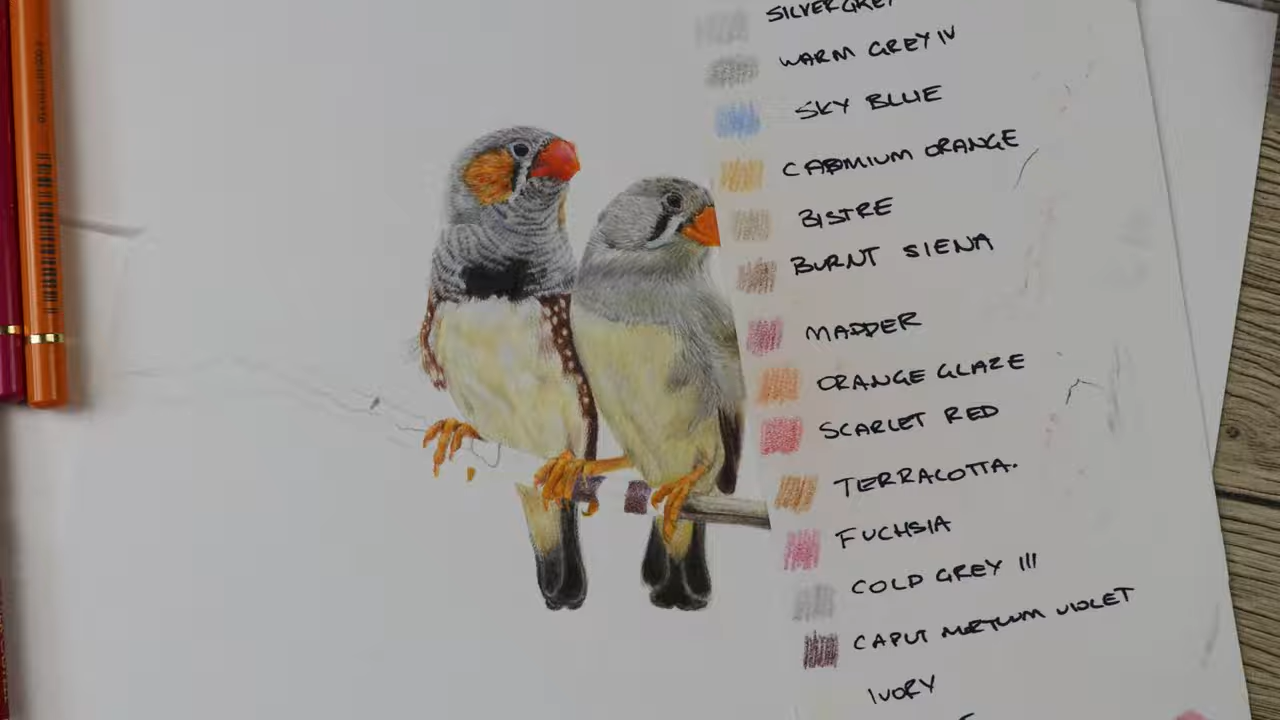 SILVERGREY
WARM GREY IV
SKY BLUE
CADMIUM ORANGE
BISTRE
BURNT SIENA
MADDER
ORANGE GLAZE
SCARLET RED
TERRACOTTA.
FUCHSIA
COLD GREY III
CAPUT MORTUUM VIOLET
IVORY